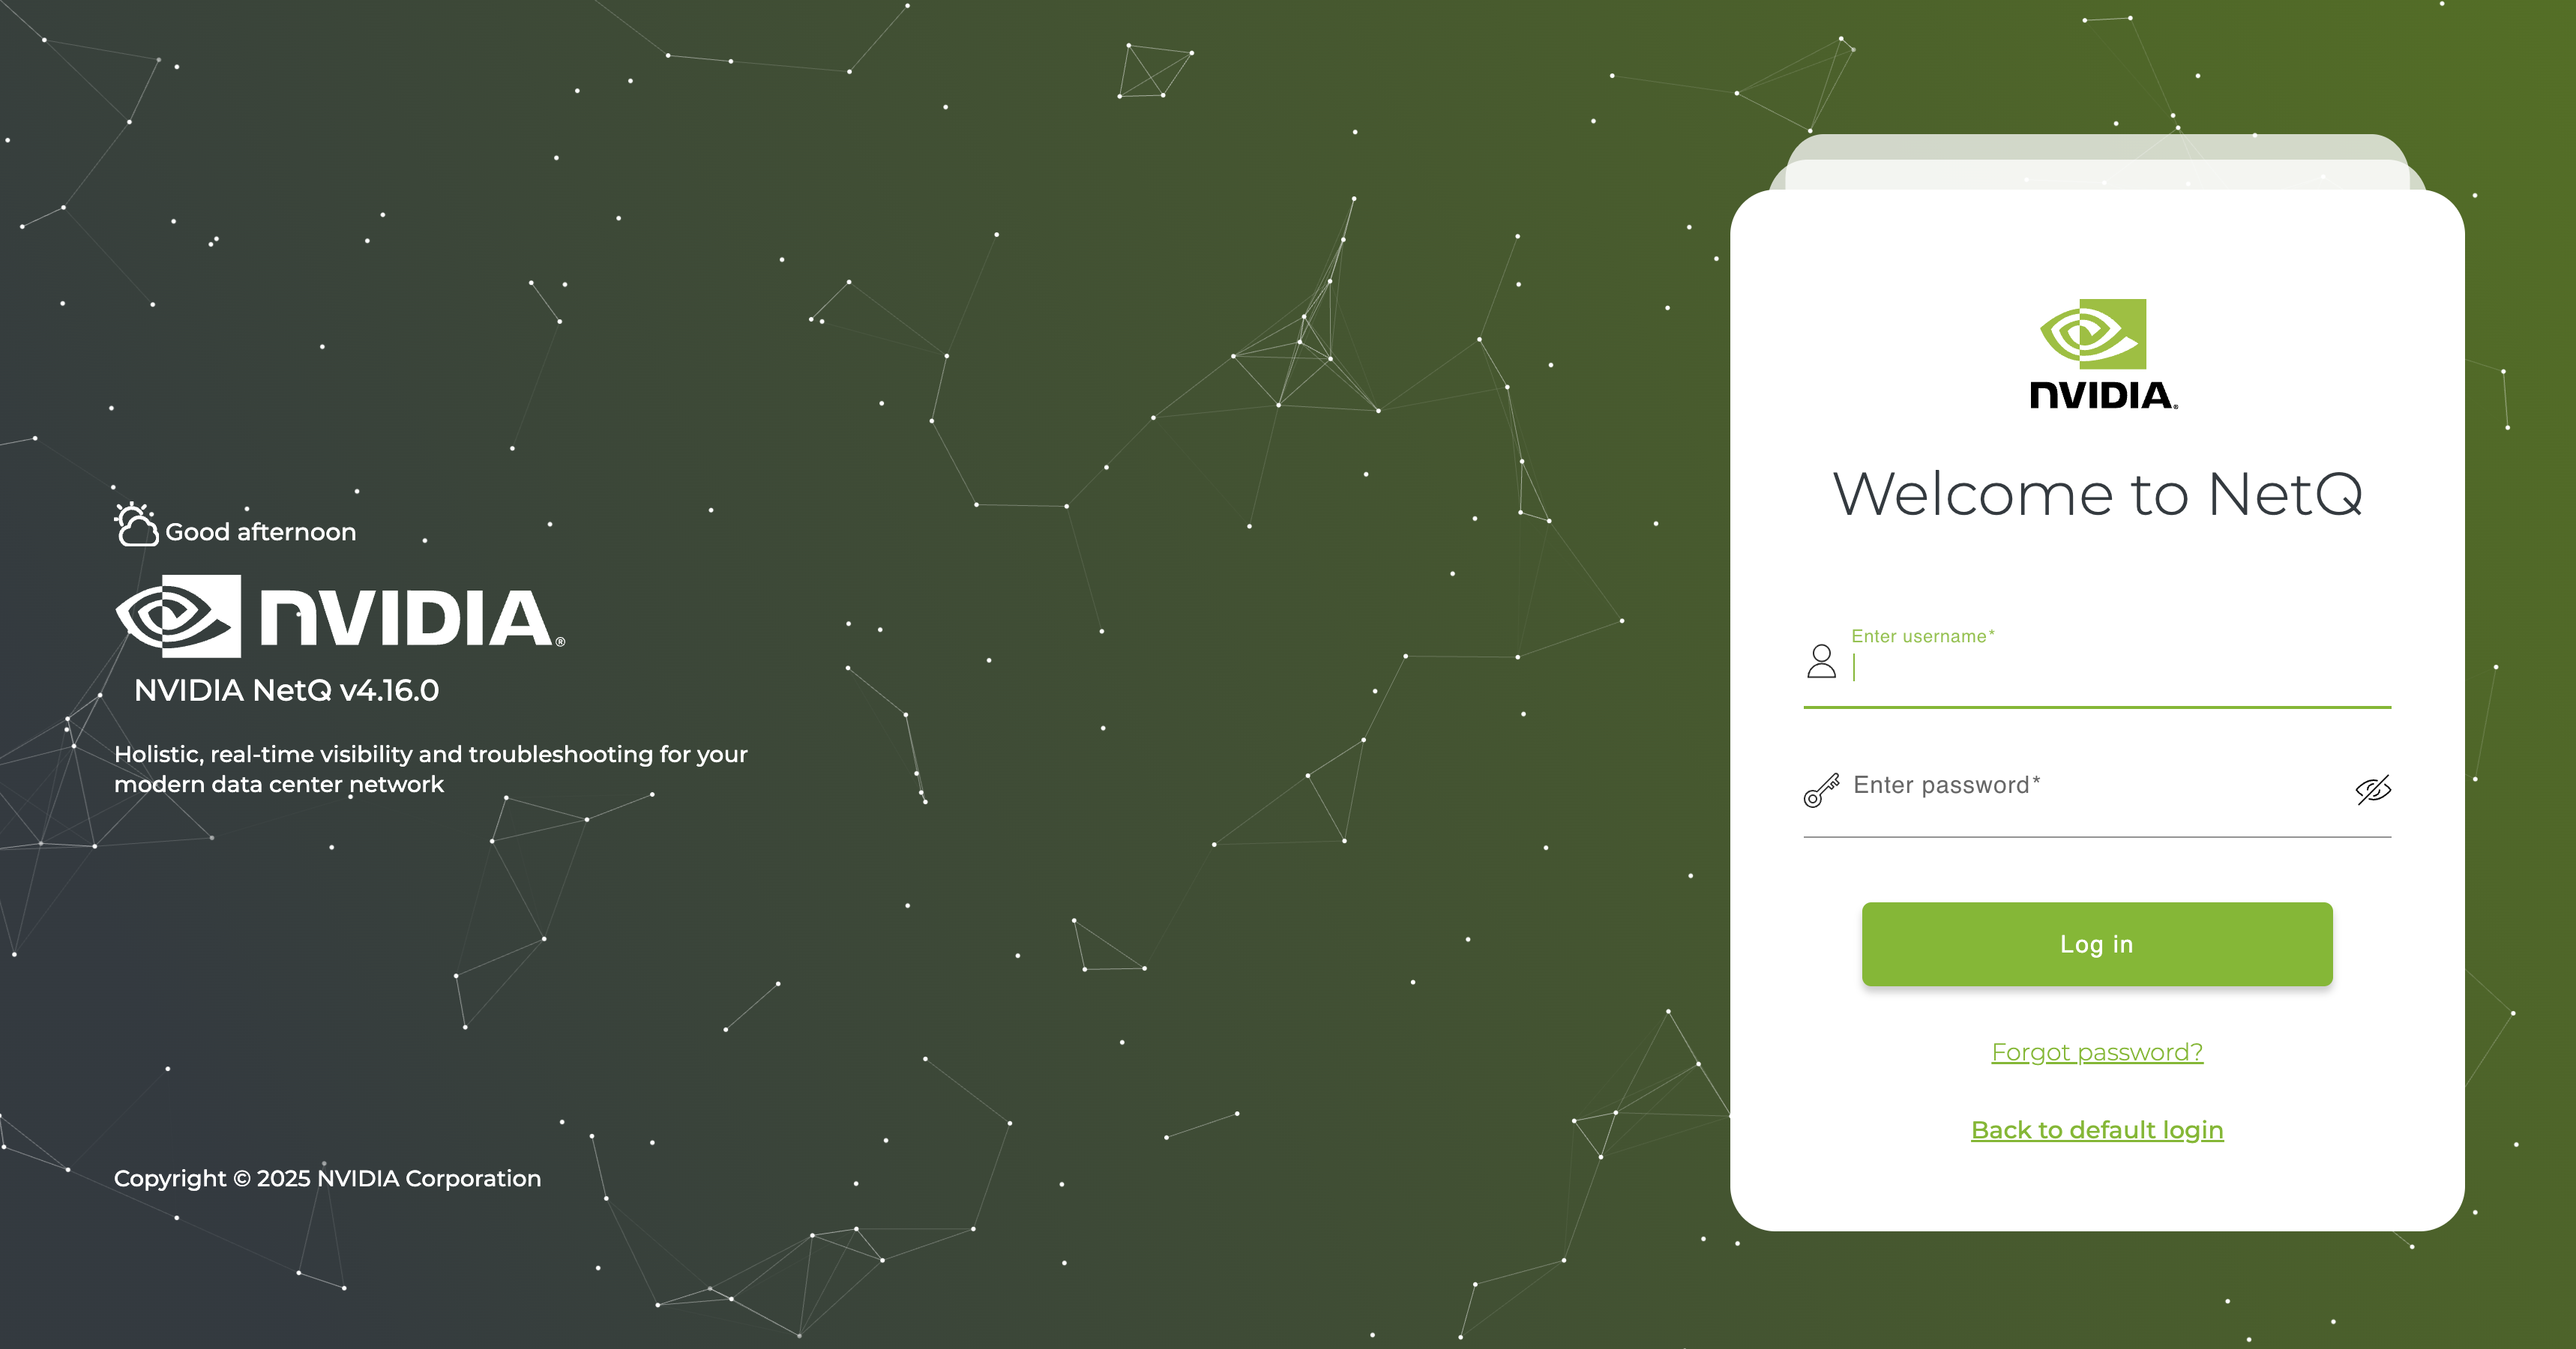 Good afternoon
NVIDIA®
NVIDIA NetQ v4.16.0
Holistic, real-time visibility and troubleshooting for your
modern data center network
Copyright © 2025 NVIDIA Corporation
NVIDIA®
Welcome to NetQ
Enter username*
Enter password*
Log in
Forgot password?
Back to default login